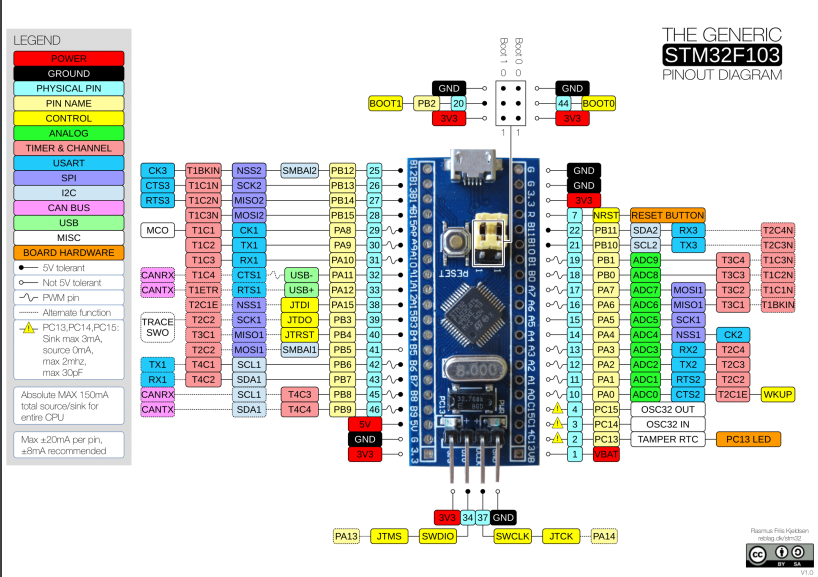 THE GENERIC
STM32F103
PINOUT DIAGRAM
LEGEND
POWER
GROUND
PHYSICAL PIN
PIN NAME
CONTROL
ANALOG
TIMER & CHANNEL
USART
SPI
I2C
CAN BUS
USB
MISC
BOARD HARDWARE
5V tolerant
Not 5V tolerant
PWM pin
Alternate function
PC13,PC14,PC15:
Sink max 3mA,
source 0mA,
max 2mhz,
max 30pF
Absolute MAX 150mA
total source/sink for
entire CPU
Max ±20mA per pin,
±8mA recommended
Boot 1 0
Boot 0 0
GND GND
BOOT1 PB2 20 44 BOOT0
3V3 3V3
1 1
CK3 T1BKIN NSS2 SMBAI2 PB12 25
CTS3 T1C1N SCK2 PB13 26
RTS3 T1C2N MISO2 PB14 27
T1C3N MOSI2 PB15 28
MCO T1C1 CK1 PA8 29
T1C2 TX1 PA9 30
T1C3 RX1 PA10 31
CANRX T1C4 CTS1 USB- PA11 32
CANTX T1ETR RTS1 USB+ PA12 33
T2C1E NSS1 JTDI PA15 38
TRACE SWO
T2C2 SCK1 JTDO PB3 39
T3C1 MISO1 JTRST PB4 40
T2C2 MOSI1 SMBAI1 PB5 41
TX1 T4C1 SCL1 PB6 42
RX1 T4C2 SDA1 PB7 43
CANRX SCL1 T4C3 PB8 45
CANTX SDA1 T4C4 PB9 46
5V
GND
3V3
GND
GND
3V3
7 NRST RESET BUTTON
22 PB11 SDA2 RX3 T2C4N
21 PB10 SCL2 TX3 T2C3N
19 PB1 ADC9 T3C4 T1C3N
18 PB0 ADC8 T3C3 T1C2N
17 PA7 ADC7 MOSI1 T3C2 T1C1N
16 PA6 ADC6 MISO1 T3C1 T1BKIN
15 PA5 ADC5 SCK1
14 PA4 ADC4 NSS1 CK2
13 PA3 ADC3 RX2 T2C4
12 PA2 ADC2 TX2 T2C3
11 PA1 ADC1 RTS2 T2C2
10 PA0 ADC0 CTS2 T2C1E WKUP
4 PC15 OSC32 OUT
3 PC14 OSC32 IN
2 PC13 TAMPER RTC PC13 LED
1 VBAT
RESET
8.000
PC13
PWR
3V3 34 37 GND
PA13 JTMS SWDIO SWCLK JTCK PA14
Rasmus Friis Kjeldsen
reblag.dk/stm32
CC BY SA
V1.0